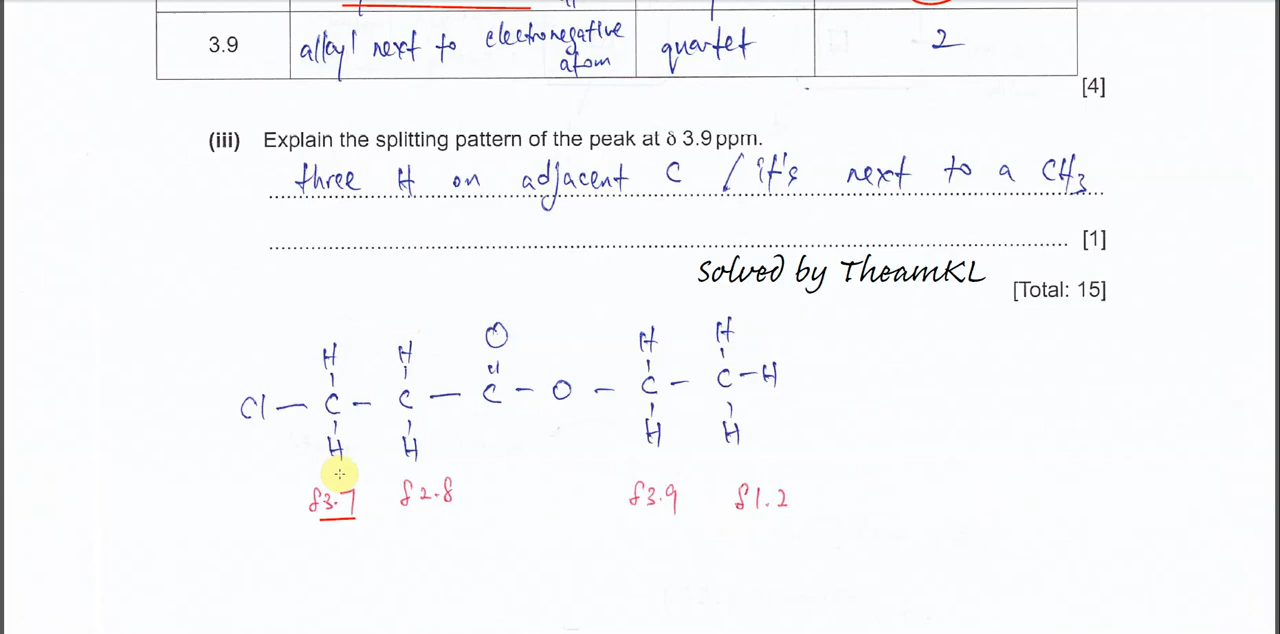 3.9 alkyl next to electronegative atom quartet 2
[4]
(iii) Explain the splitting pattern of the peak at δ 3.9 ppm.
three H on adjacent C / it's next to a CH3
[1]
Solved by TheamKL
[Total: 15]
H H O H H
Cl — C — C — C — O — C — C — H
H H H H
δ3.7 δ2.8 δ3.9 δ1.2